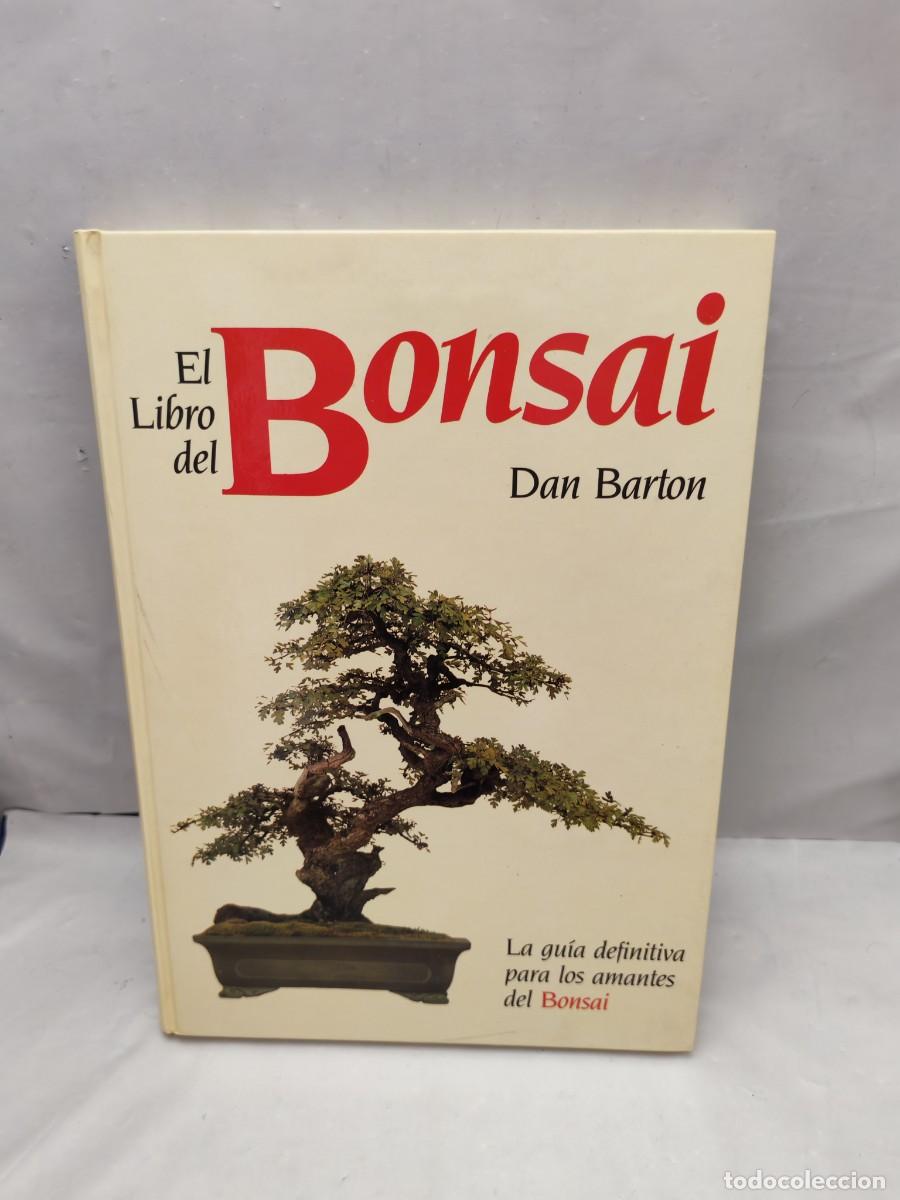 El
Libro
del
Bonsai
Dan Barton
La guía definitiva
para los amantes
del Bonsai
todocoleccion